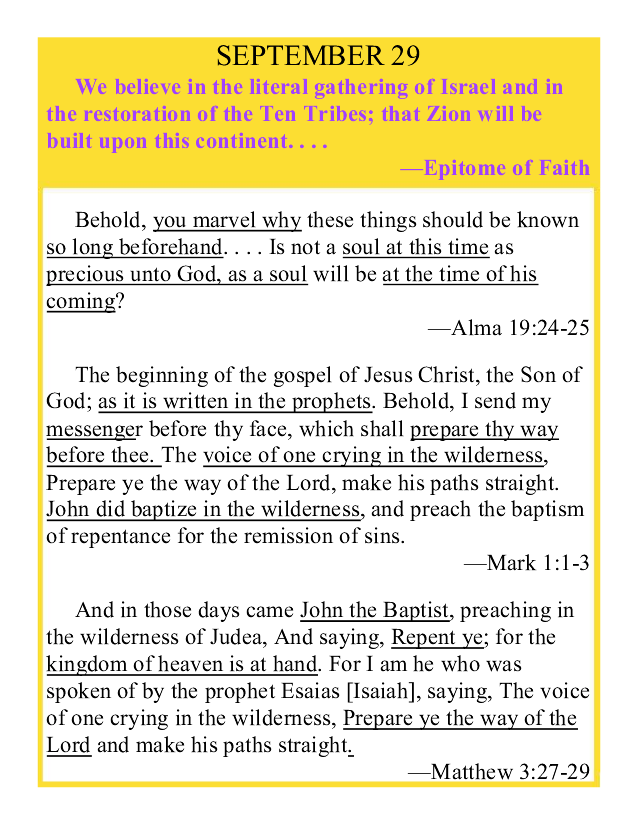 SEPTEMBER 29
We believe in the literal gathering of Israel and in
the restoration of the Ten Tribes; that Zion will be
built upon this continent. . . .
—Epitome of Faith
Behold, you marvel why these things should be known
so long beforehand. . . . Is not a soul at this time as
precious unto God, as a soul will be at the time of his
coming?
—Alma 19:24-25
The beginning of the gospel of Jesus Christ, the Son of
God; as it is written in the prophets. Behold, I send my
messenger before thy face, which shall prepare thy way
before thee. The voice of one crying in the wilderness,
Prepare ye the way of the Lord, make his paths straight.
John did baptize in the wilderness, and preach the baptism
of repentance for the remission of sins.
—Mark 1:1-3
And in those days came John the Baptist, preaching in
the wilderness of Judea, And saying, Repent ye; for the
kingdom of heaven is at hand. For I am he who was
spoken of by the prophet Esaias [Isaiah], saying, The voice
of one crying in the wilderness, Prepare ye the way of the
Lord and make his paths straight.
—Matthew 3:27-29